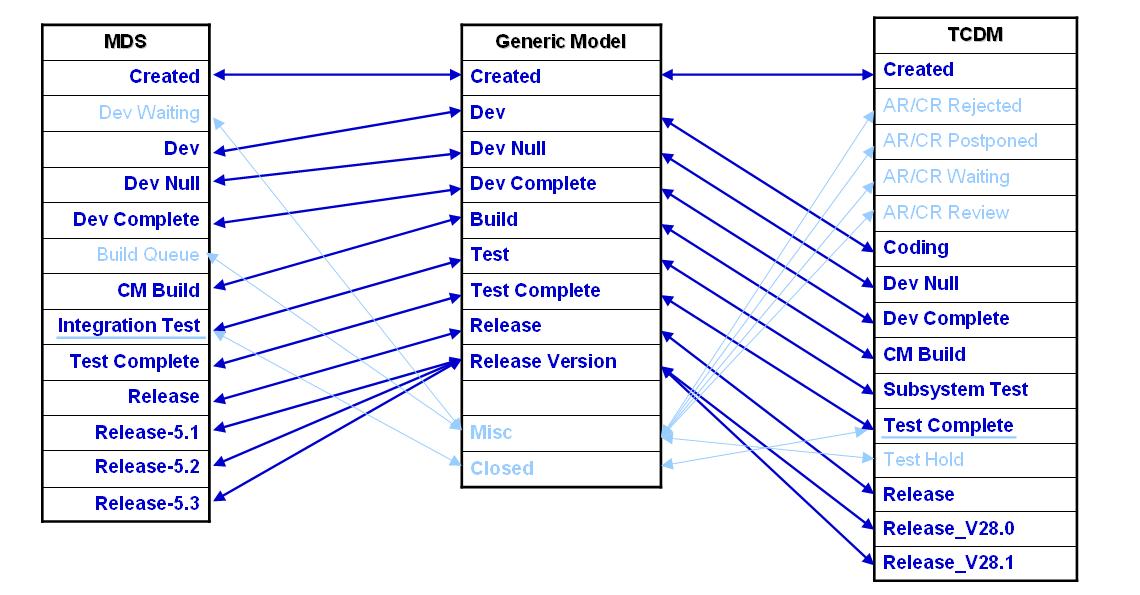 MDS
Created
Dev Waiting
Dev
Dev Null
Dev Complete
Build Queue
CM Build
Integration Test
Test Complete
Release
Release-5.1
Release-5.2
Release-5.3
Generic Model
Created
Dev
Dev Null
Dev Complete
Build
Test
Test Complete
Release
Release Version
Misc
Closed
TCDM
Created
AR/CR Rejected
AR/CR Postponed
AR/CR Waiting
AR/CR Review
Coding
Dev Null
Dev Complete
CM Build
Subsystem Test
Test Complete
Test Hold
Release
Release_V28.0
Release_V28.1